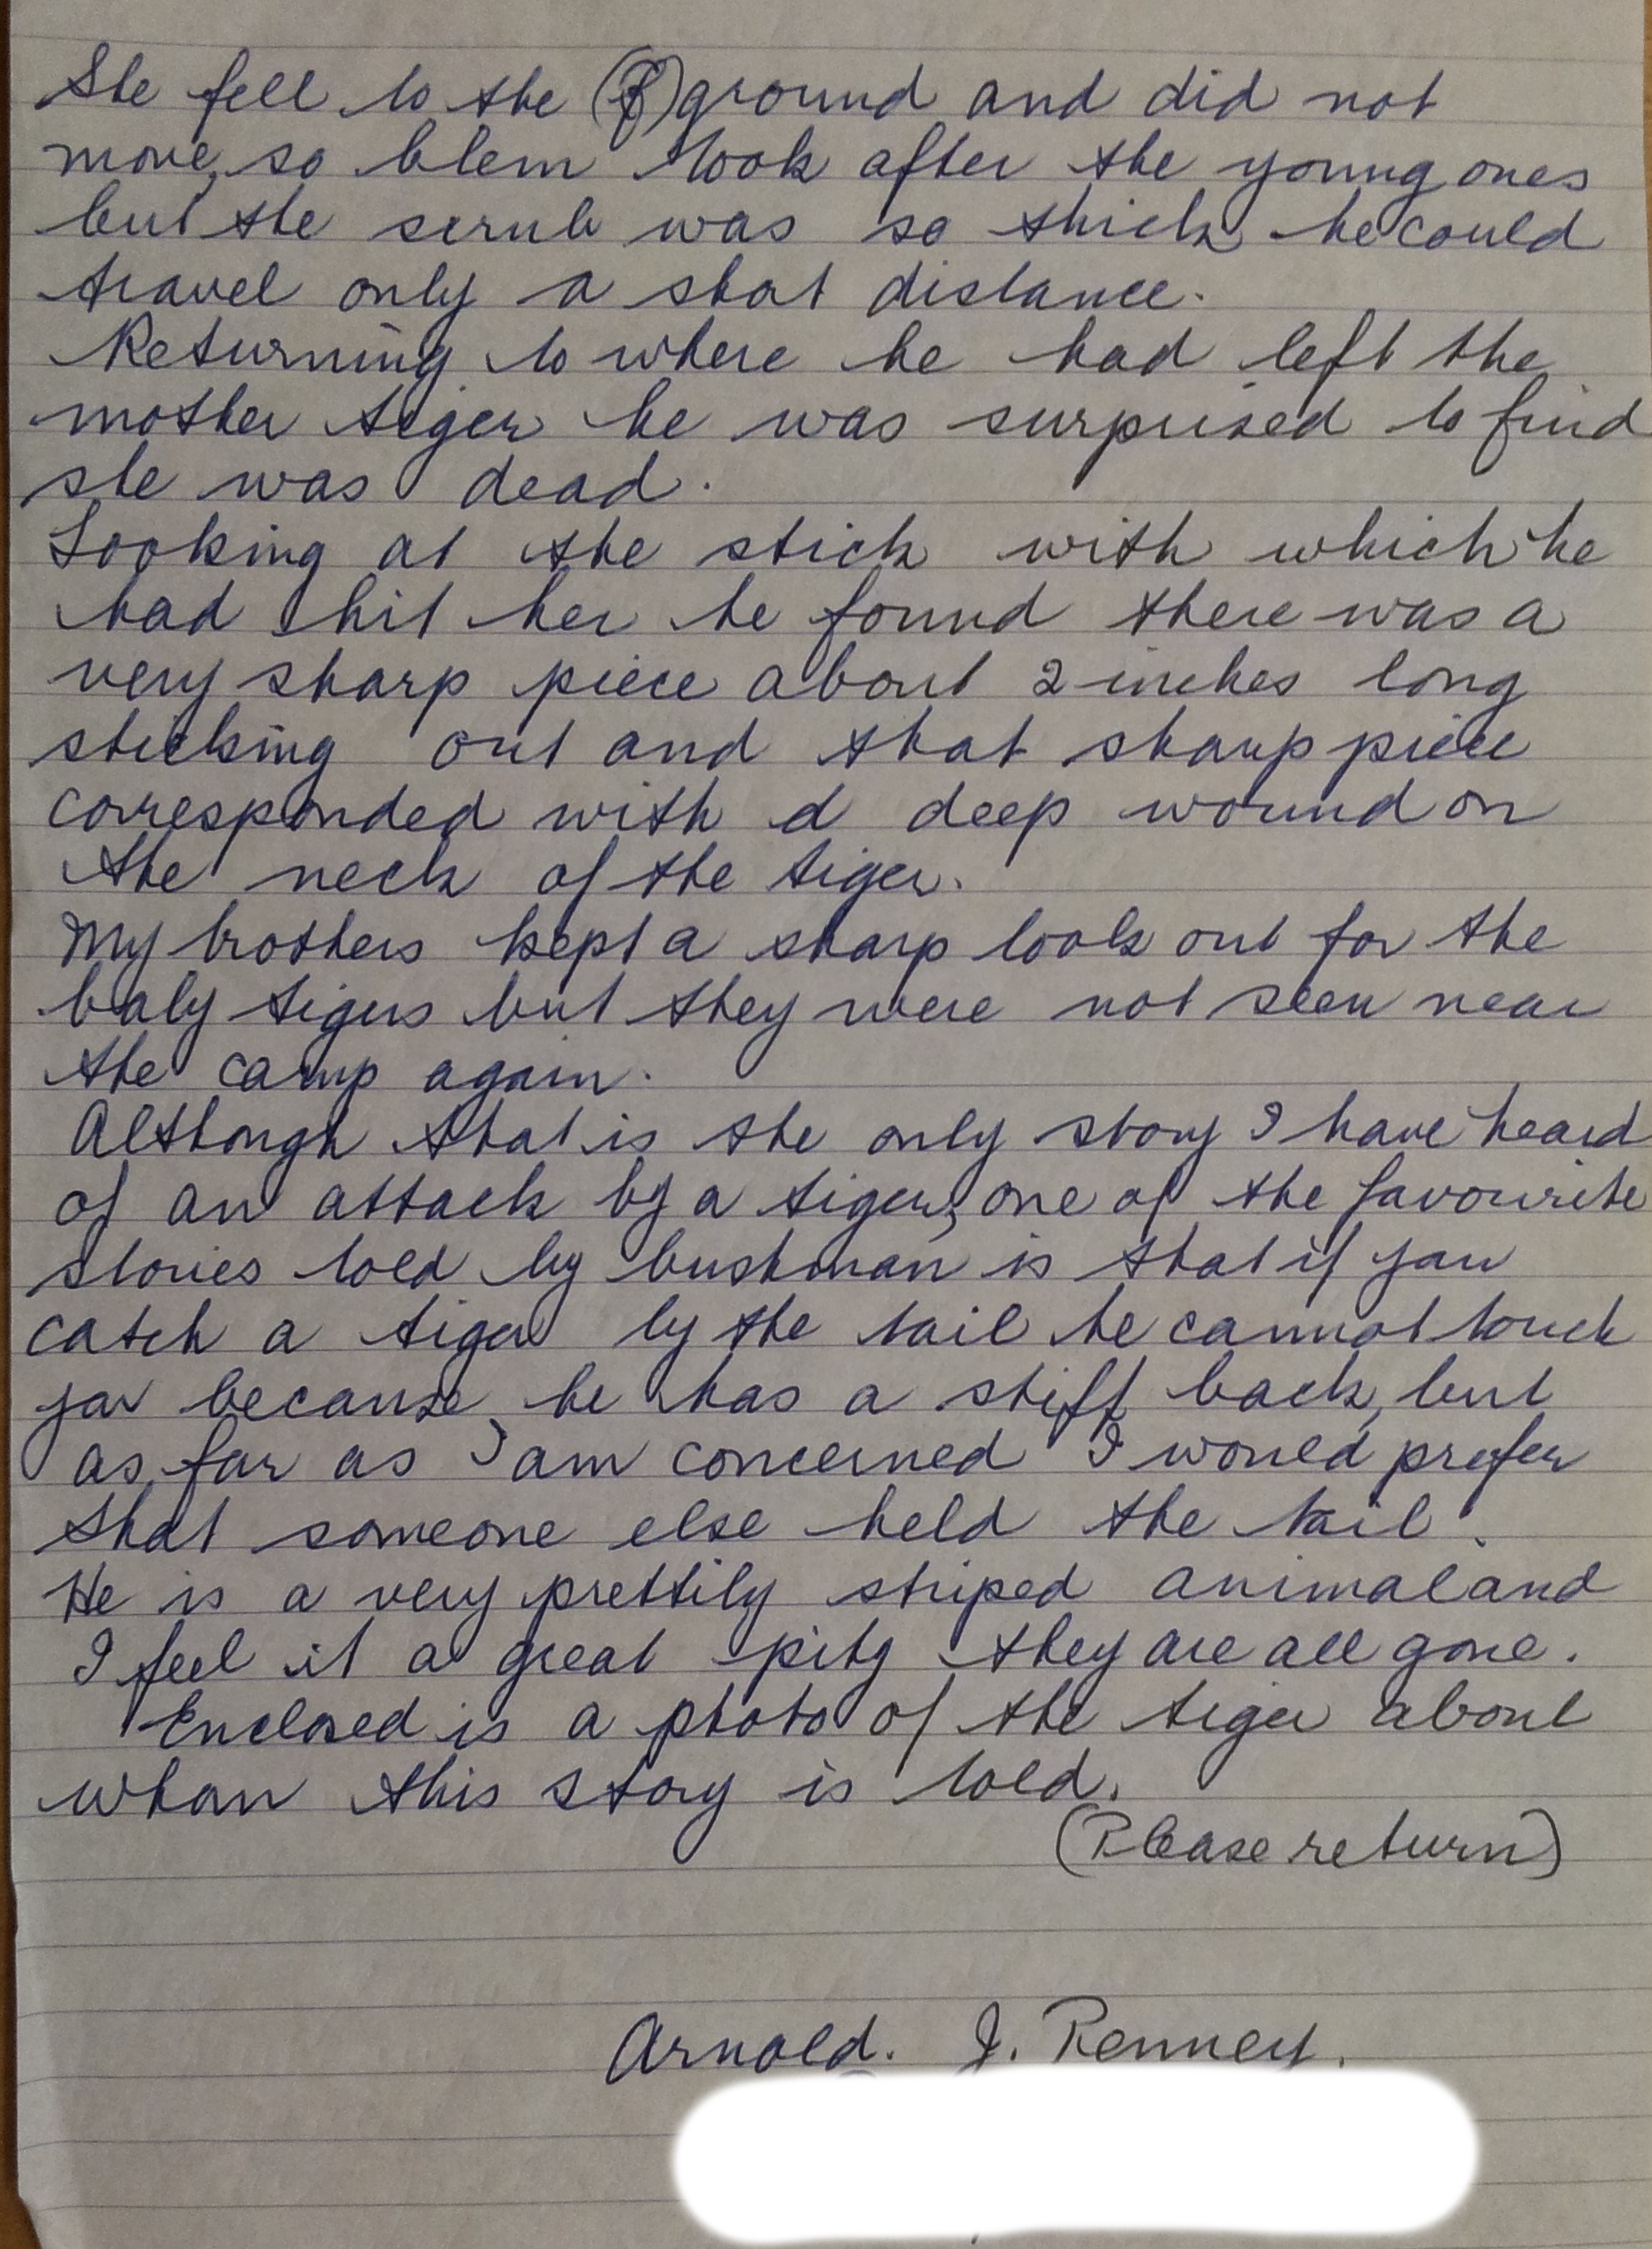 She fell to the (f) ground and did not
move, so Clem took after the young ones
but the scrub was so thick he could
travel only a short distance.
Returning to where he had left the
mother tiger he was surprised to find
she was dead.
Looking at the stick with which he
had hit her he found there was a
very sharp piece about 2 inches long
sticking out and that sharp piece
corresponded with a deep wound on
the neck of the tiger.
My brothers kept a sharp look out for the
baby tigers but they were not seen near
the camp again.
Although that is the only story I have heard
of an attack by a tiger, one of the favourite
stories told by bushman is that if you
catch a tiger by the tail he cannot touch
you because, he has a stiff back, but
as far as I am concerned I would prefer
that someone else held the tail.
He is a very prettily striped animal and
I feel it a great pity they are all gone.
Enclosed is a photo of the tiger about
whom this story is told.
(Please return)
Arnold. J.